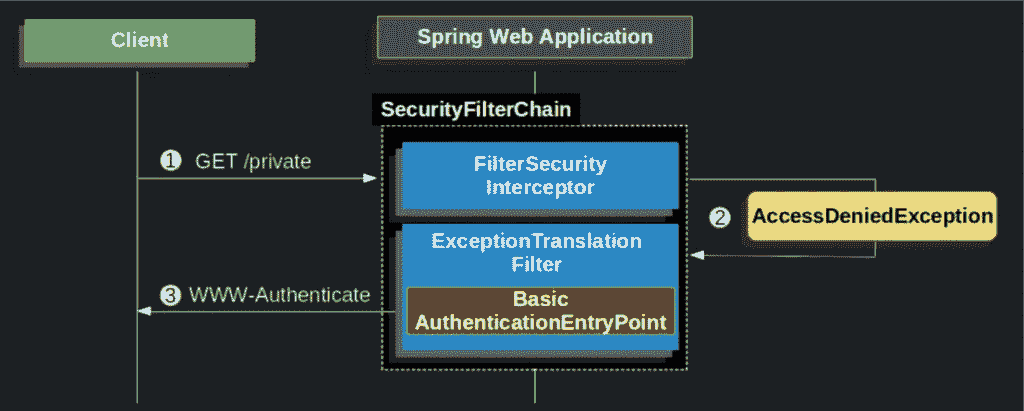 Client
Spring Web Application
SecurityFilterChain
1 GET /private
FilterSecurity
Interceptor
2 AccessDeniedException
ExceptionTranslation
Filter
3 WWW-Authenticate
Basic
AuthenticationEntryPoint